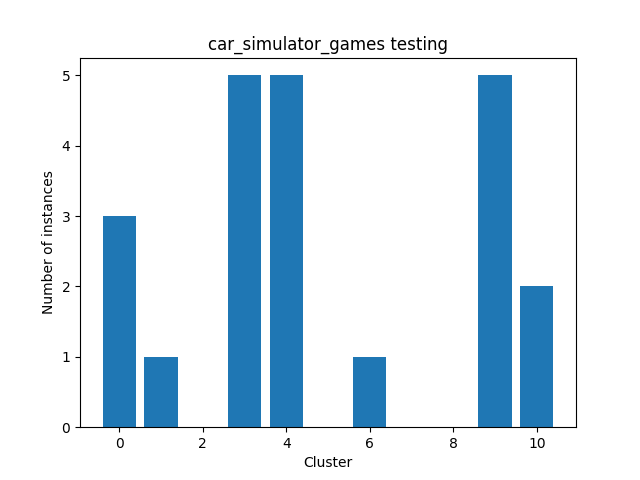 car_simulator_games testing
Number of instances
5
4
3
2
1
0
0 2 4 6 8 10
Cluster